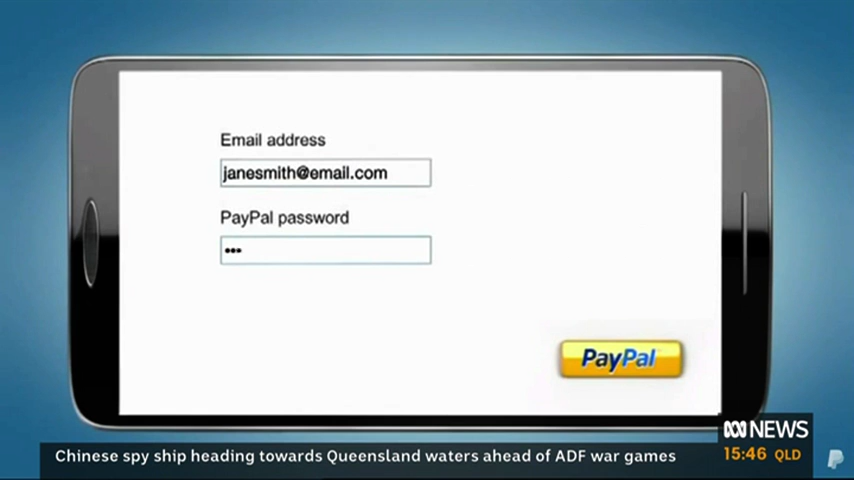 Email address
janesmith@email.com
PayPal password
•••
PayPal
NEWS
15:46 QLD
Chinese spy ship heading towards Queensland waters ahead of ADF war games